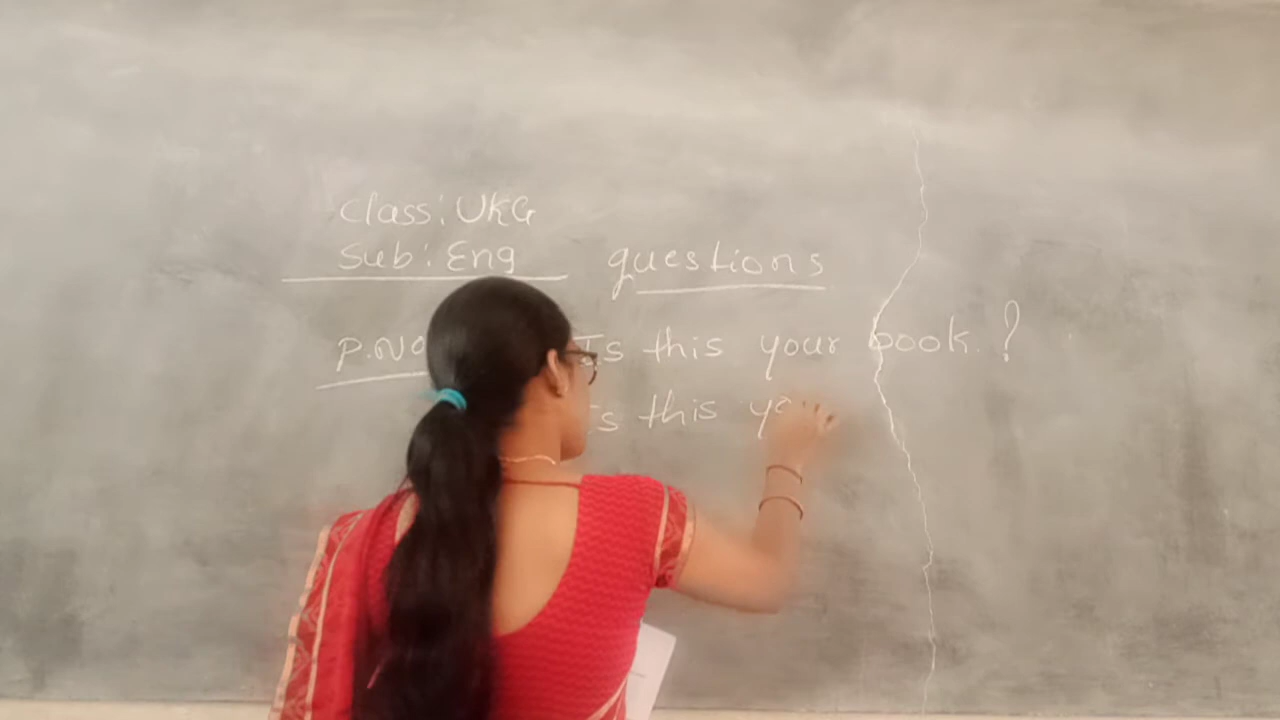 Class: UKG
Sub: Eng
questions
P.NO
Is this your book.?
Is this yo